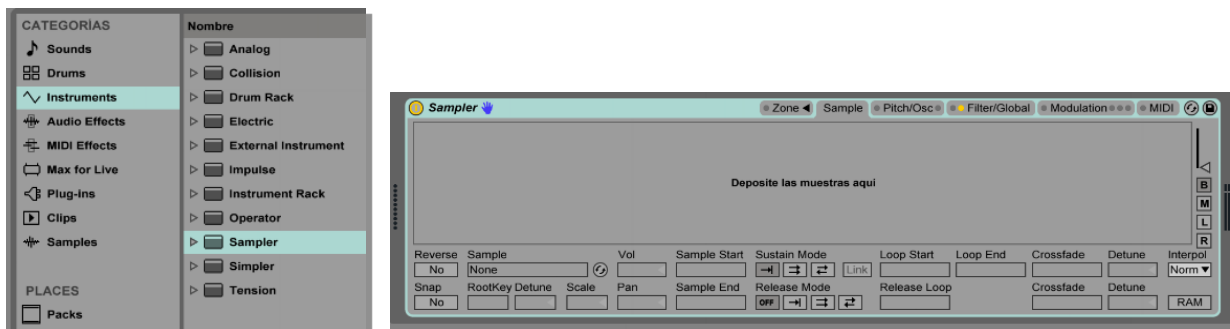 CATEGORÍAS
Sounds
Drums
Instruments
Audio Effects
MIDI Effects
Max for Live
Plug-ins
Clips
Samples
PLACES
Packs
Nombre
Analog
Collision
Drum Rack
Electric
External Instrument
Impulse
Instrument Rack
Operator
Sampler
Simpler
Tension
Sampler Zone Sample Pitch/Osc Filter/Global Modulation MIDI
Deposite las muestras aqui
B
M
L
R
Reverse Sample Vol Sample Start Sustain Mode Loop Start Loop End Crossfade Detune Interpol
No None Link Norm
Snap RootKey Detune Scale Pan Sample End Release Mode Release Loop Crossfade Detune
No OFF RAM